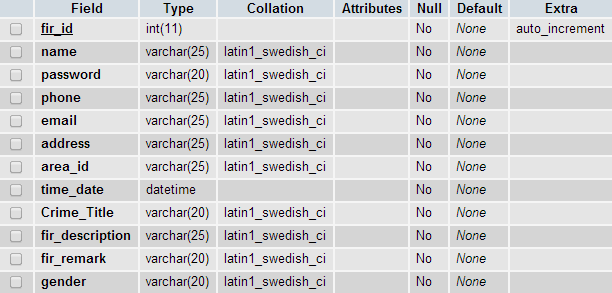 Field Type Collation Attributes Null Default Extra
fir_id int(11) No None auto_increment
name varchar(25) latin1_swedish_ci No None
password varchar(20) latin1_swedish_ci No None
phone varchar(25) latin1_swedish_ci No None
email varchar(25) latin1_swedish_ci No None
address varchar(25) latin1_swedish_ci No None
area_id varchar(25) latin1_swedish_ci No None
time_date datetime No None
Crime_Title varchar(20) latin1_swedish_ci No None
fir_description varchar(25) latin1_swedish_ci No None
fir_remark varchar(20) latin1_swedish_ci No None
gender varchar(20) latin1_swedish_ci No None